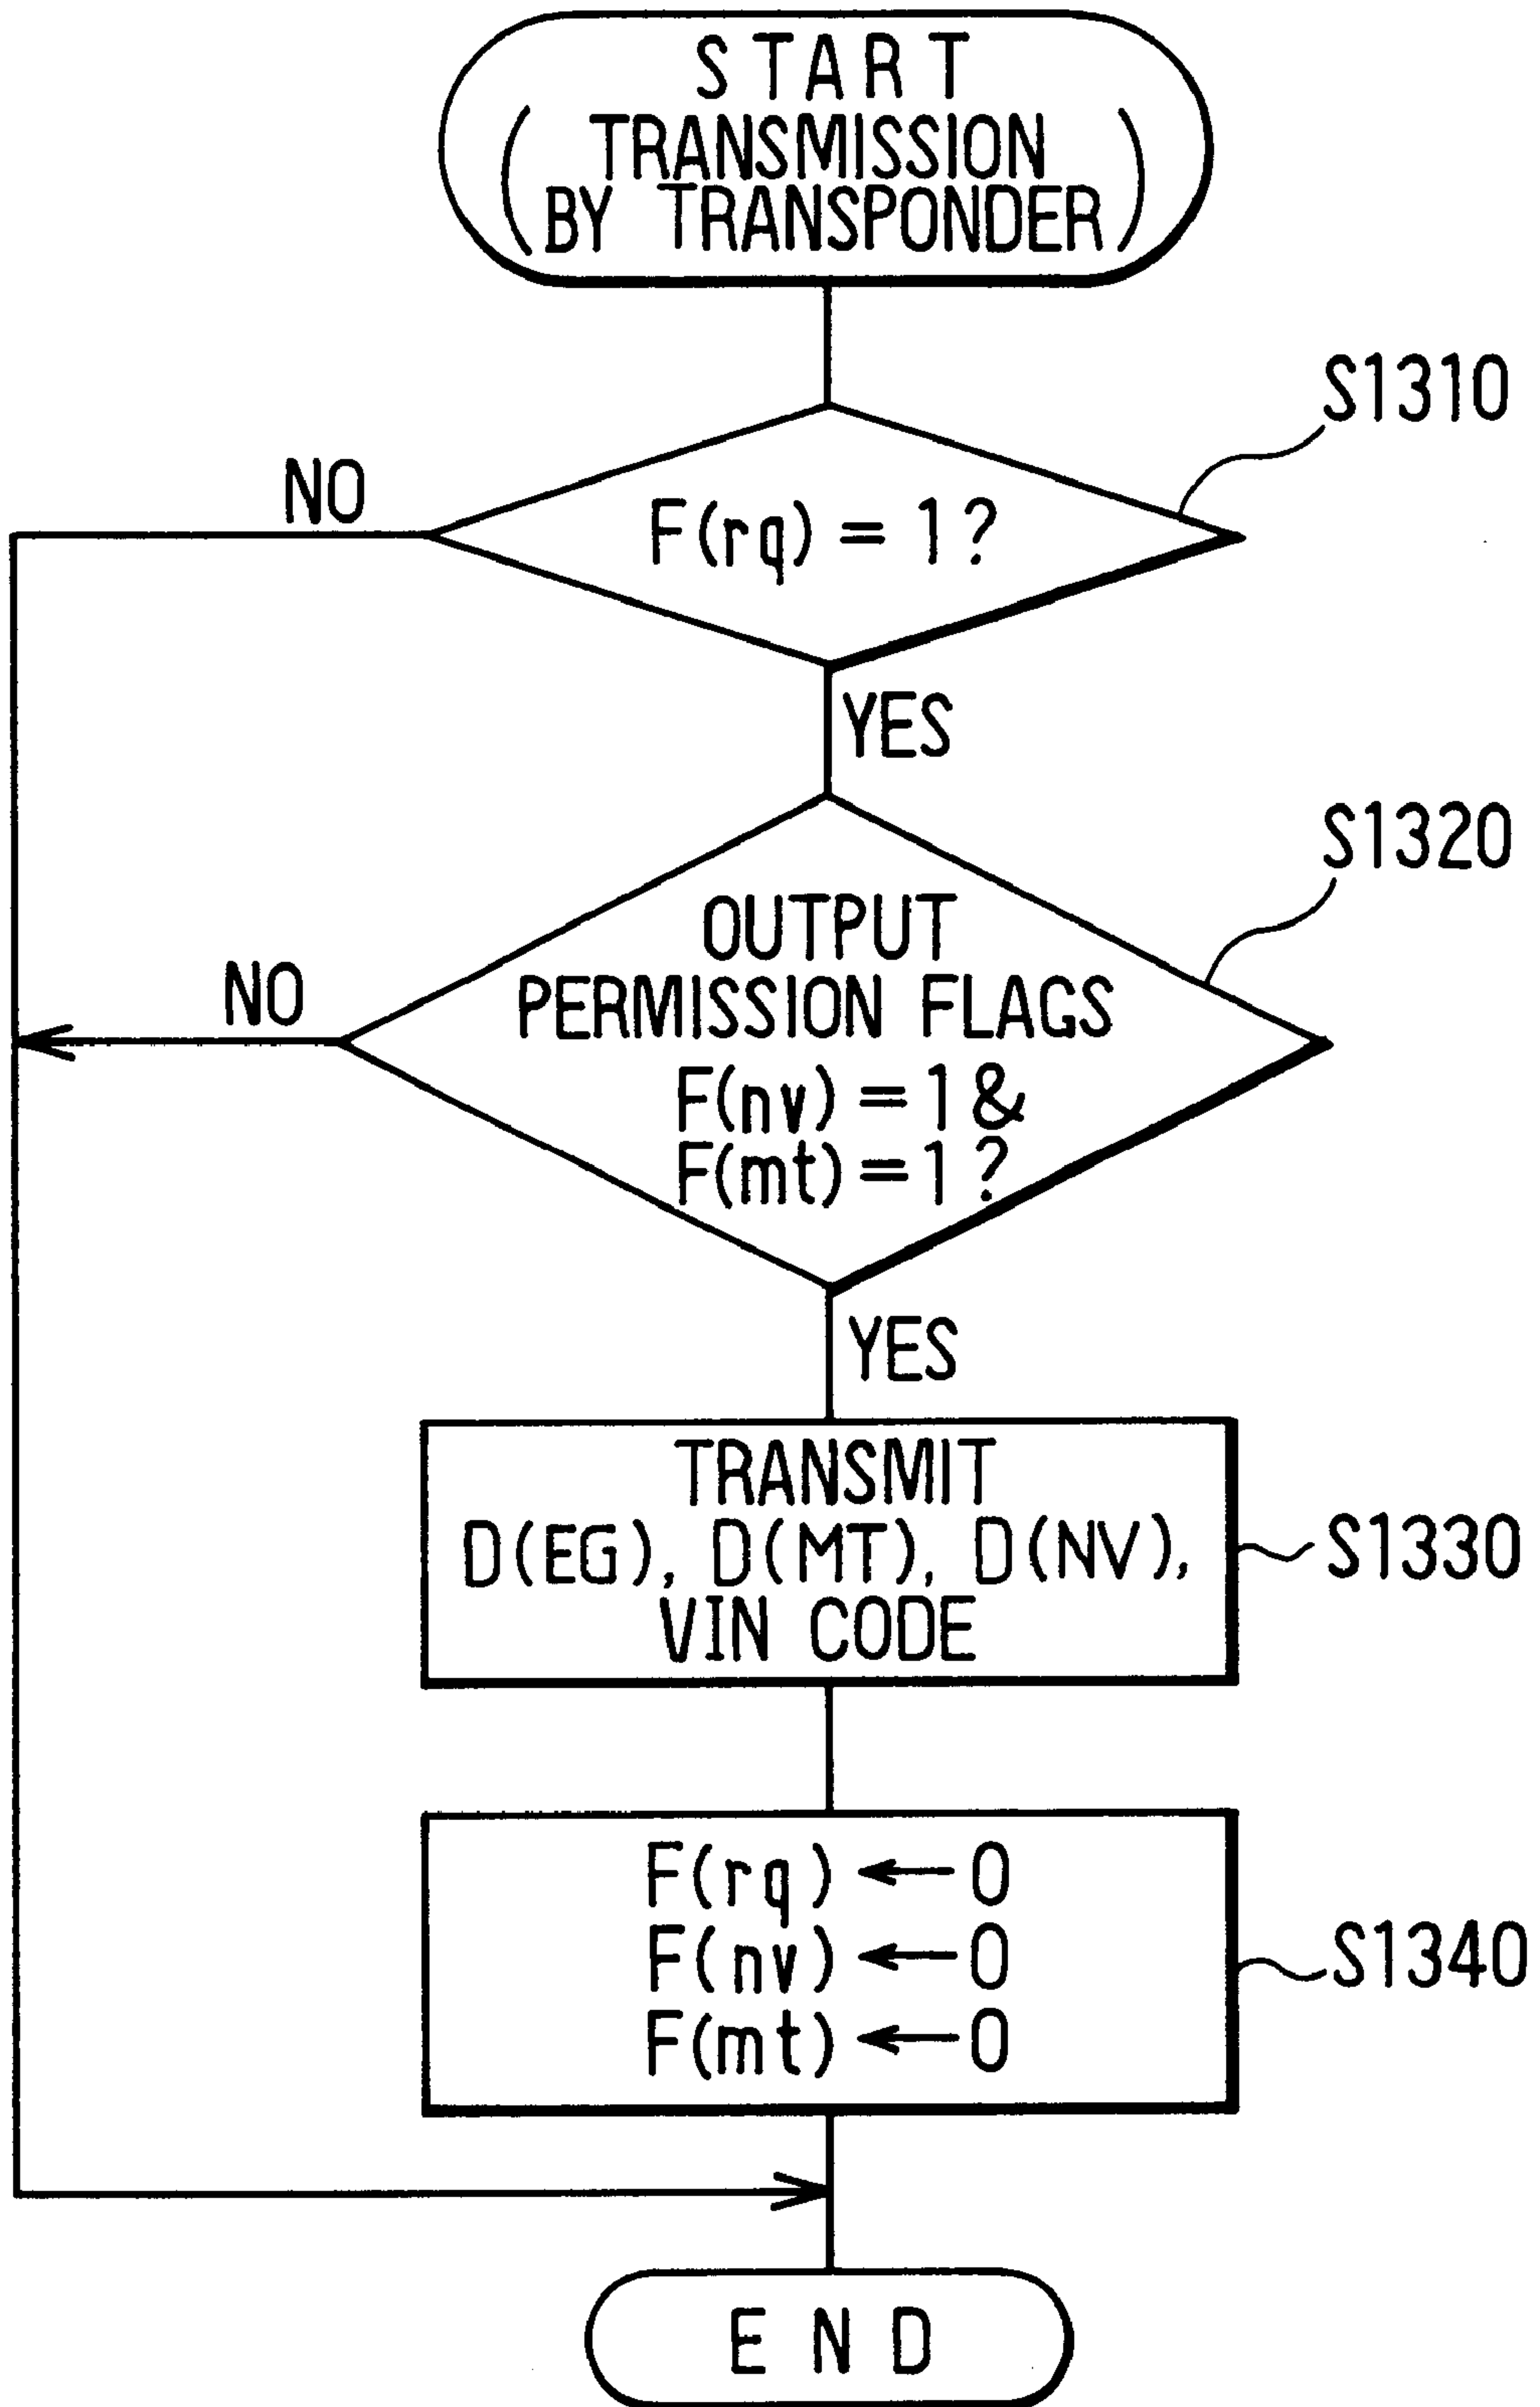 START
TRANSMISSION
(BY TRANSPONDER)
S1310
NO
F(rq) = 1?
YES
S1320
OUTPUT
NO
PERMISSION FLAGS
F(nv) = 1 &
F(mt) = 1?
YES
TRANSMIT
D(EG), D(MT), D(NV),
S1330
VIN CODE
F(rq) ← 0
F(nv) ← 0
S1340
F(mt) ← 0
END